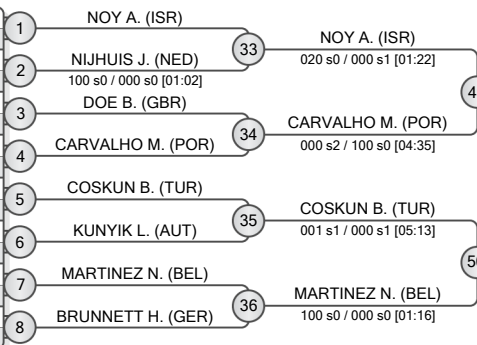 1
NOY A. (ISR)
2
NIJHUIS J. (NED)
100 s0 / 000 s0 [01:02]
33
NOY A. (ISR)
020 s0 / 000 s1 [01:22]
3
DOE B. (GBR)
4
CARVALHO M. (POR)
34
CARVALHO M. (POR)
000 s2 / 100 s0 [04:35]
5
COSKUN B. (TUR)
6
KUNYIK L. (AUT)
35
COSKUN B. (TUR)
001 s1 / 000 s1 [05:13]
7
MARTINEZ N. (BEL)
8
BRUNNETT H. (GER)
36
MARTINEZ N. (BEL)
100 s0 / 000 s0 [01:16]